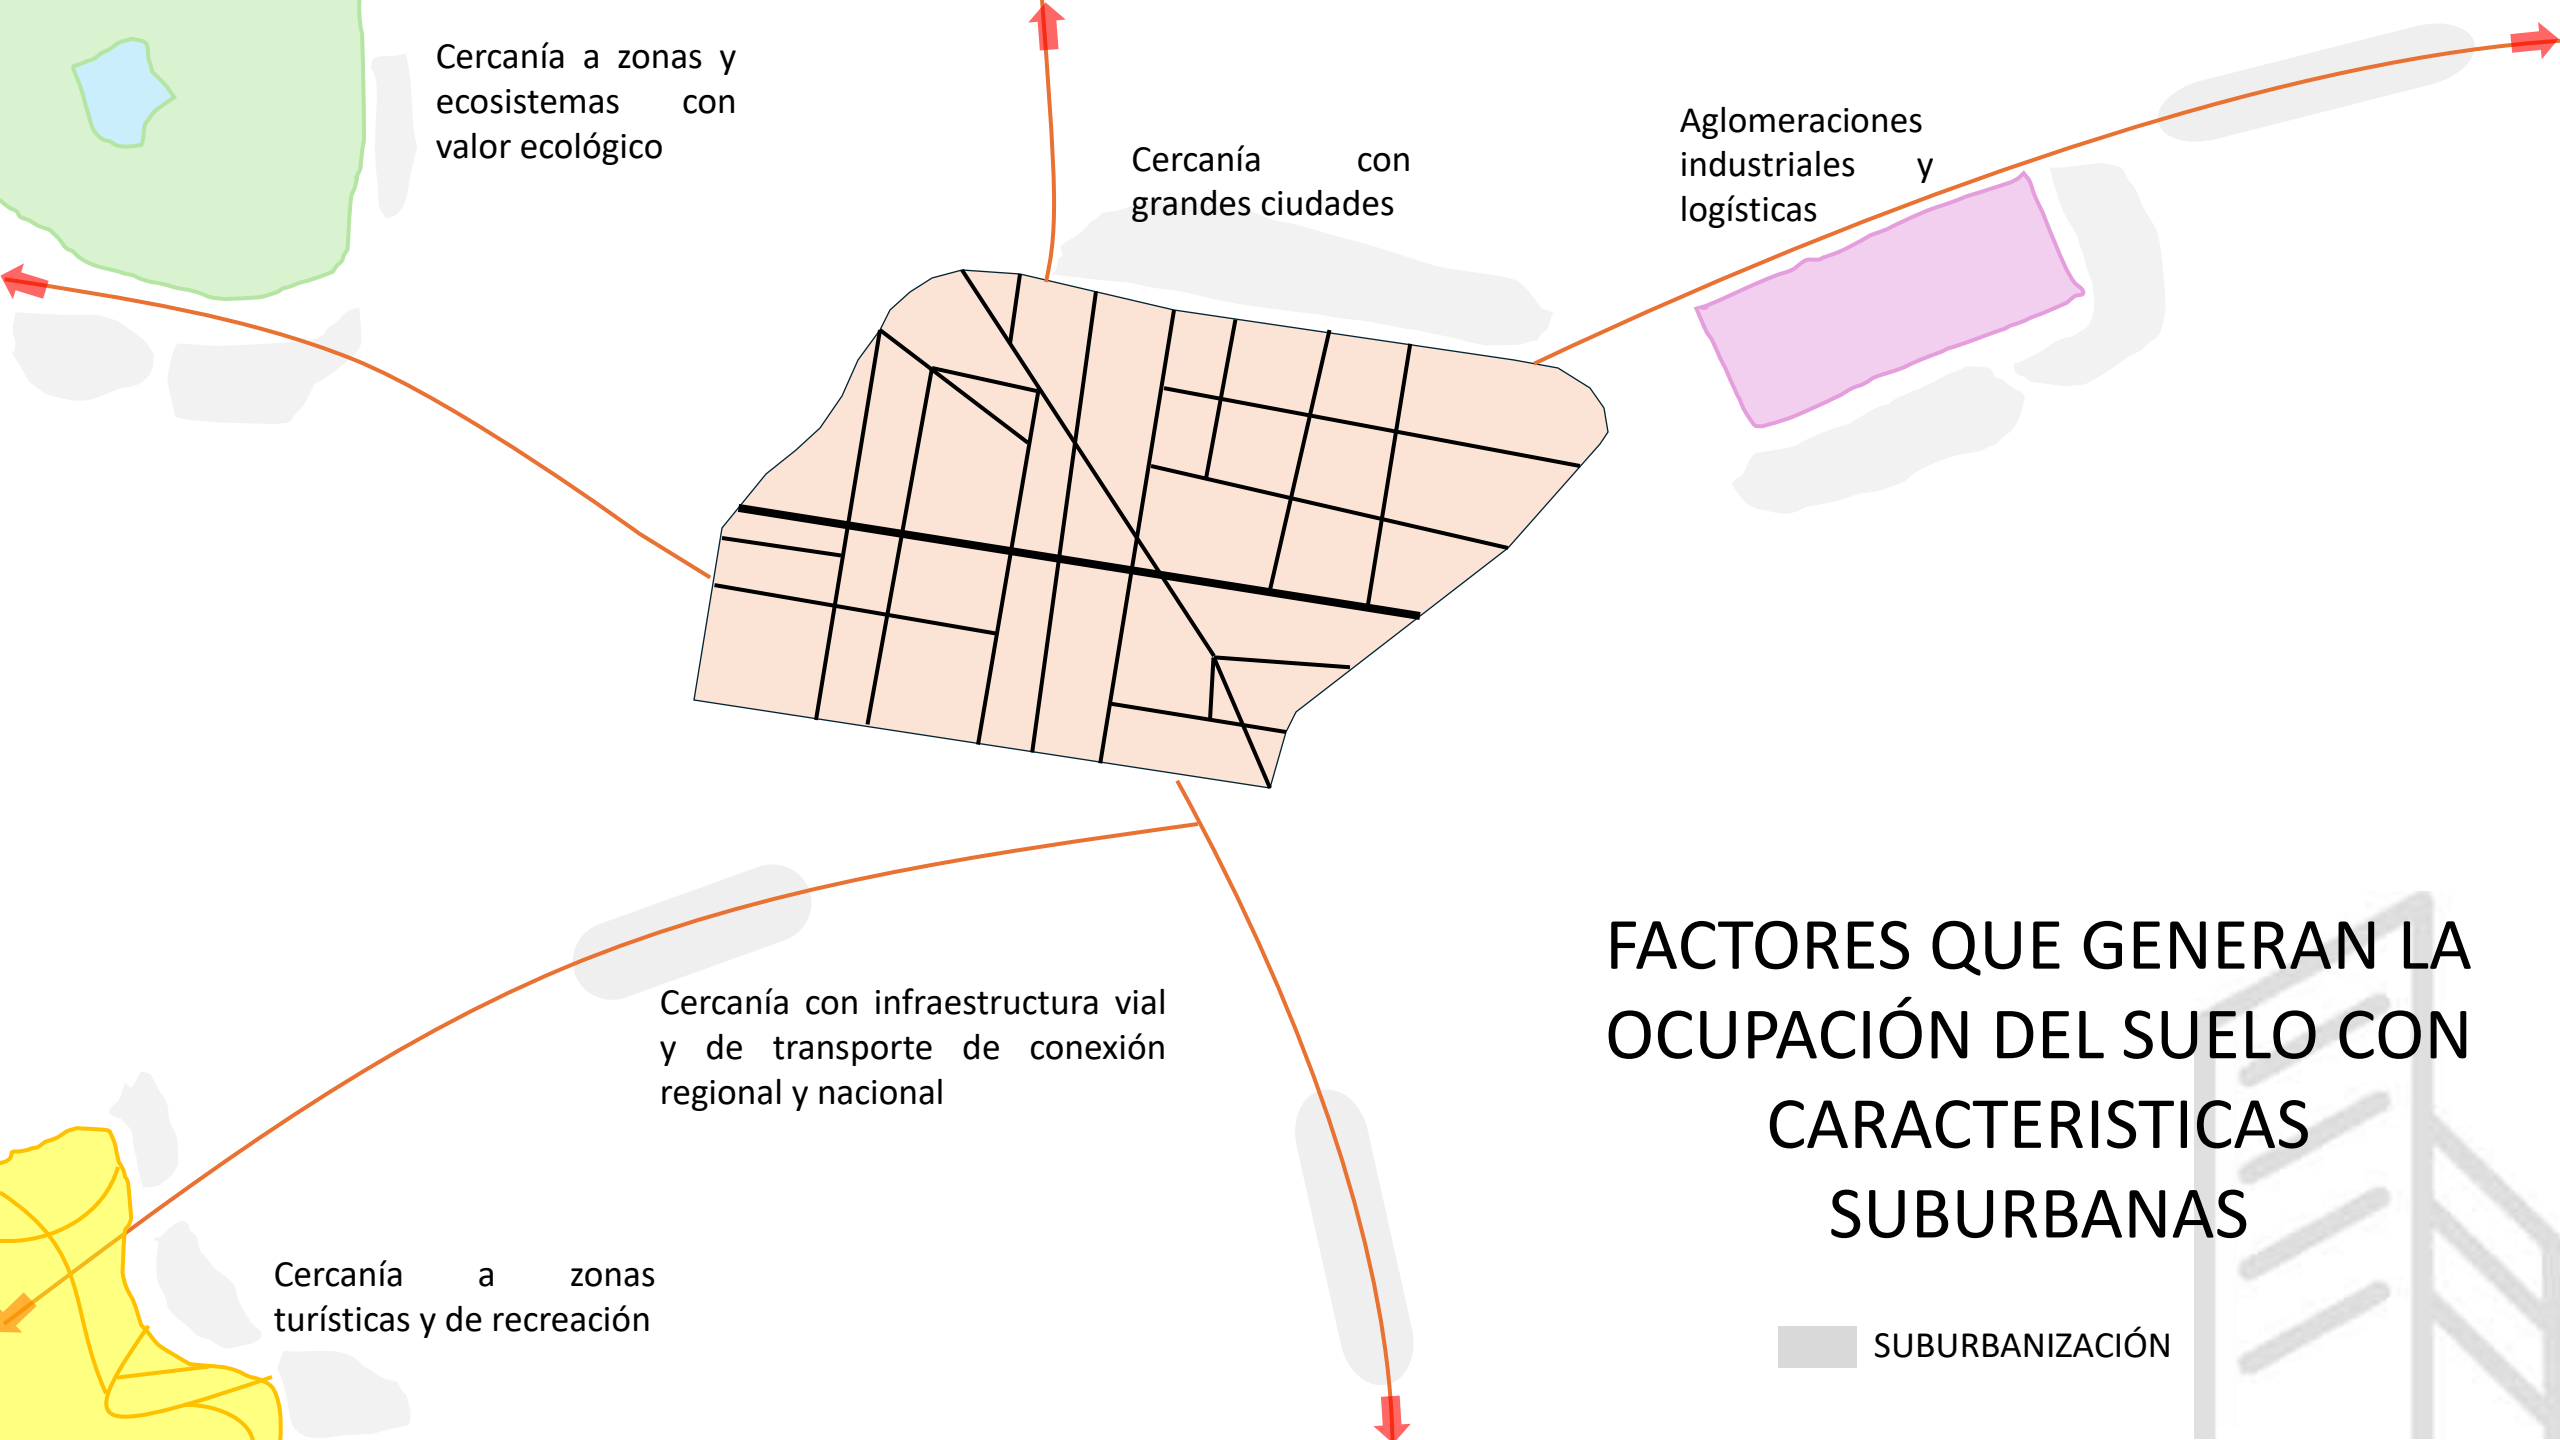 Cercanía a zonas y
ecosistemas con
valor ecológico
Cercanía con
grandes ciudades
Aglomeraciones
industriales y
logísticas
Cercanía con infraestructura vial
y de transporte de conexión
regional y nacional
Cercanía a zonas
turísticas y de recreación
FACTORES QUE GENERAN LA
OCUPACIÓN DEL SUELO CON
CARACTERISTICAS
SUBURBANAS
SUBURBANIZACIÓN